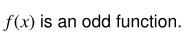 f(x) is an odd function.